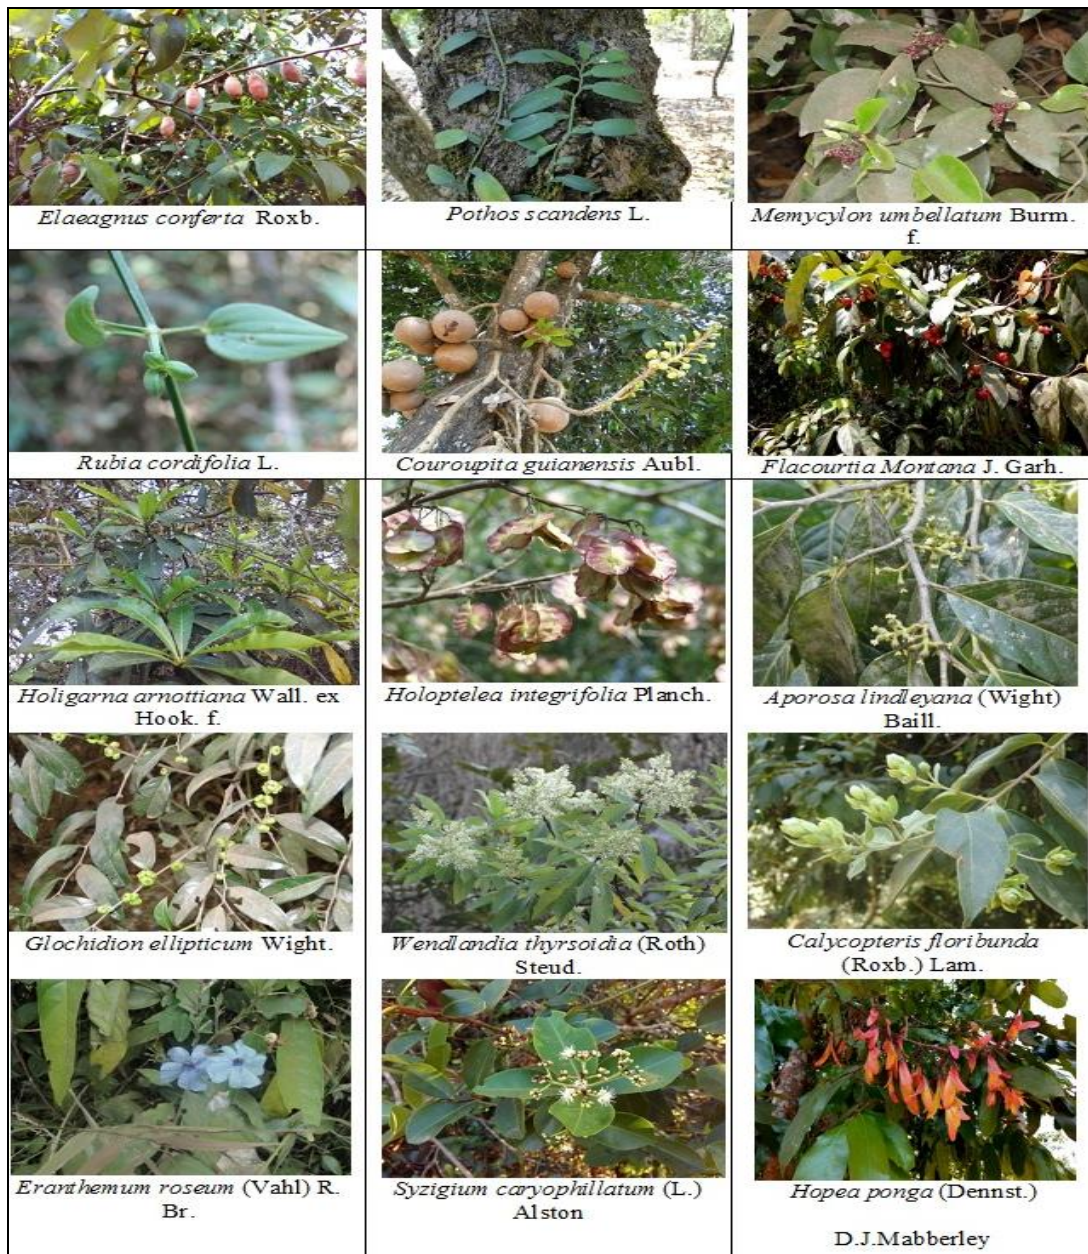 Elaeagnus conferta Roxb.
Pothos scandens L.
Memycylon umbellatum Burm.
f.
Rubia cordifolia L.
Couroupita guianensis Aubl.
Flacourtia Montana J. Garh.
Holigarna arnottiana Wall. ex
Hook. f.
Holoptelea integrifolia Planch.
Aporosa lindleyana (Wight)
Baill.
Glochidion ellipticum Wight.
Wendlandia thyrsoidia (Roth)
Steud.
Calycopteris floribunda
(Roxb.) Lam.
Eranthemum roseum (Vahl) R.
Br.
Syzigium caryophillatum (L.)
Alston
Hopea ponga (Dennst.)
D.J.Mabberley